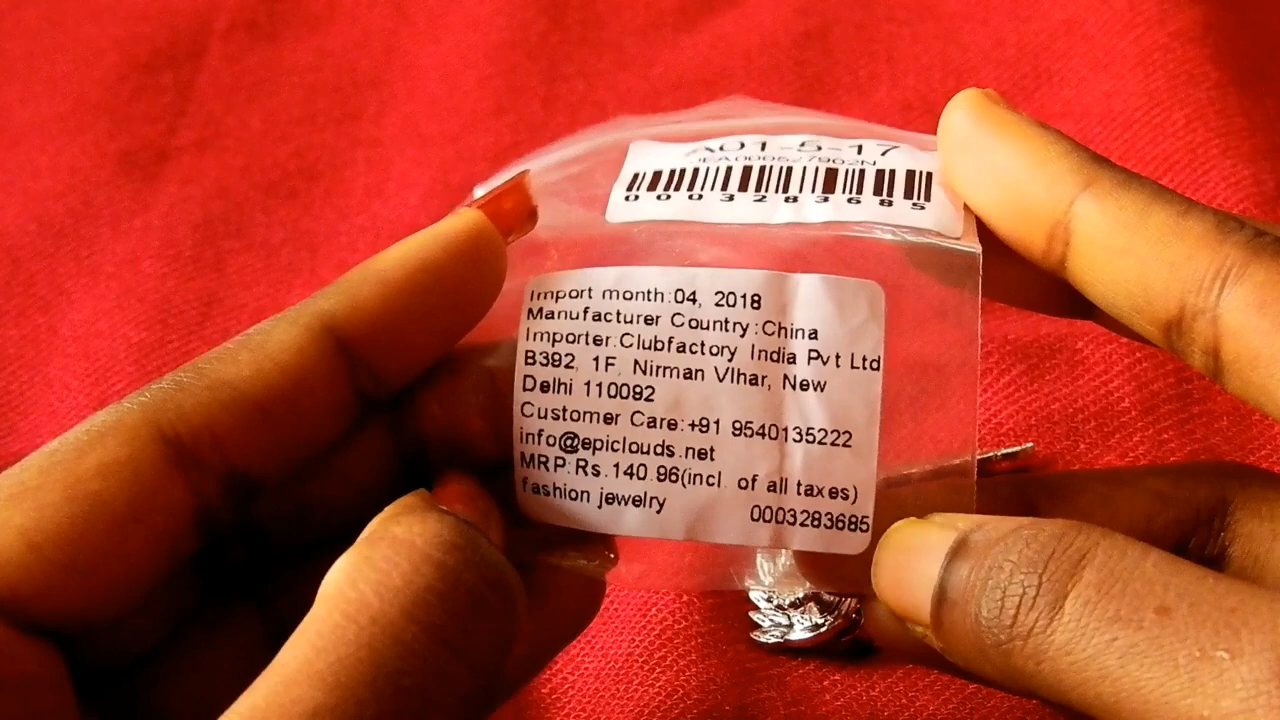 A01-5-17
JEA000527962N
0003283685
Import month:04, 2018
Manufacturer Country:China
Importer:Clubfactory India Pvt Ltd
B392, 1F, Nirman VIhar, New
Delhi 110092
Customer Care:+91 9540135222
info@epiclouds.net
MRP:Rs.140.96(incl. of all taxes)
fashion jewelry 0003283685